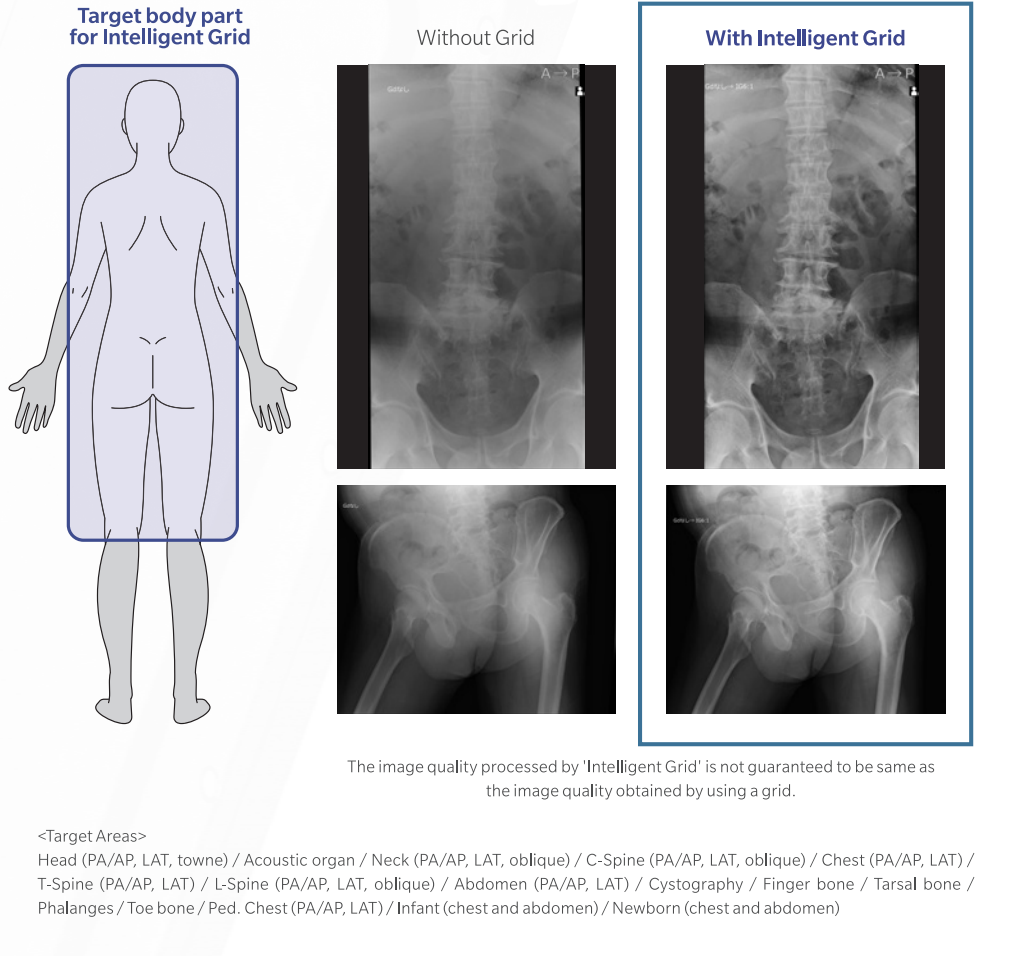 Target body part
for Intelligent Grid
Without Grid
With Intelligent Grid
A → P
A → P
The image quality processed by 'Intelligent Grid' is not guaranteed to be same as
the image quality obtained by using a grid.
<Target Areas>
Head (PA/AP, LAT, towne) / Acoustic organ / Neck (PA/AP, LAT, oblique) / C-Spine (PA/AP, LAT, oblique) / Chest (PA/AP, LAT) /
T-Spine (PA/AP, LAT) / L-Spine (PA/AP, LAT, oblique) / Abdomen (PA/AP, LAT) / Cystography / Finger bone / Tarsal bone /
Phalanges / Toe bone / Ped. Chest (PA/AP, LAT) / Infant (chest and abdomen) / Newborn (chest and abdomen)